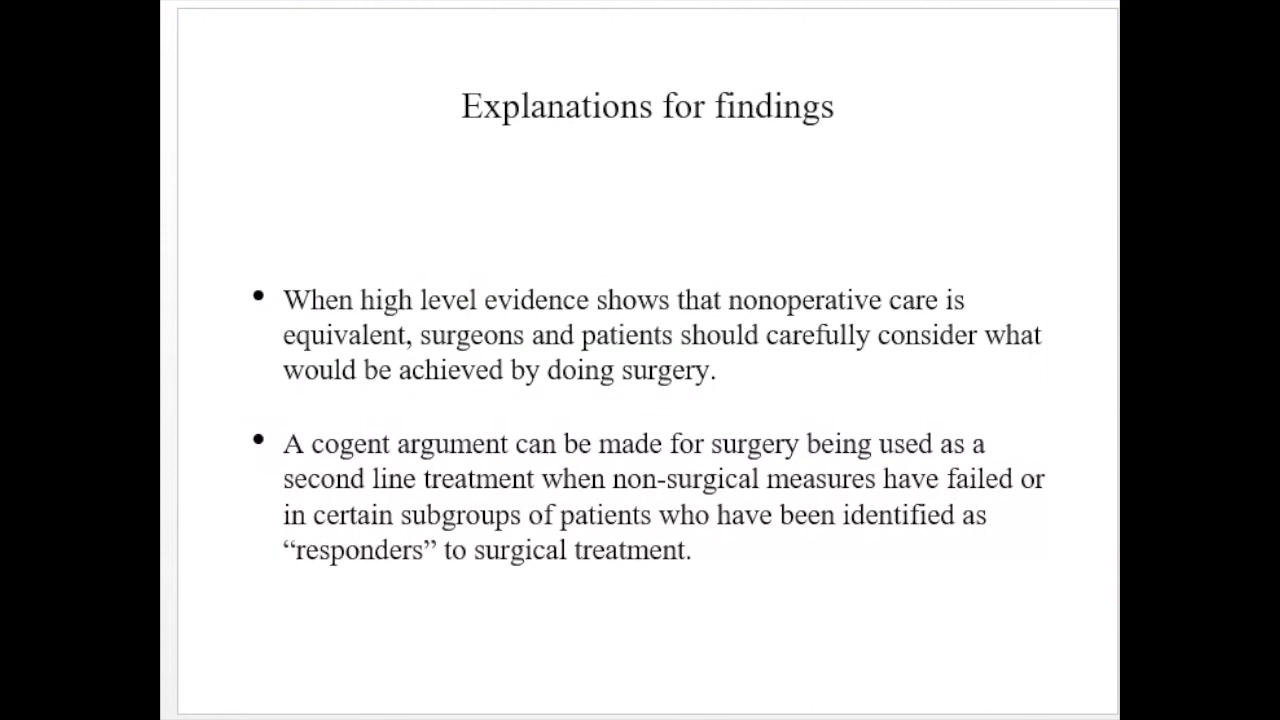 Explanations for findings
• When high level evidence shows that nonoperative care is
equivalent, surgeons and patients should carefully consider what
would be achieved by doing surgery.
• A cogent argument can be made for surgery being used as a
second line treatment when non-surgical measures have failed or
in certain subgroups of patients who have been identified as
“responders” to surgical treatment.